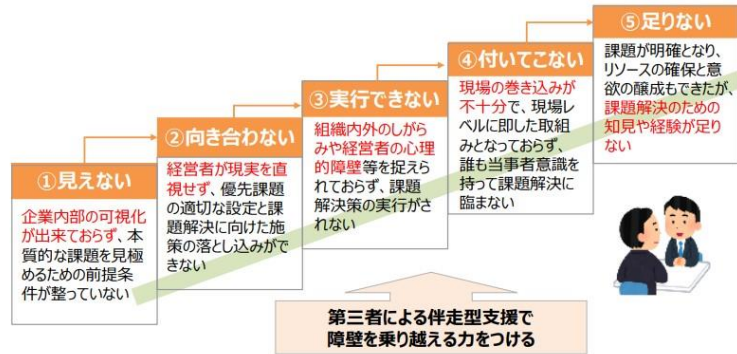 ①見えない
企業内部の可視化
が出来ておらず、本
質的な課題を見極
めるための前提条
件が整っていない
②向き合わない
経営者が現実を直
視せず、優先課題
の適切な設定と課
題解決に向けた施
策の落とし込みがで
きない
③実行できない
組織内外のしがら
みや経営者の心理
的障壁等を捉えら
れておらず、課題
解決策の実行がさ
れない
④付いてこない
現場の巻き込みが
不十分で、現場レ
ベルに即した取組
みとなっておらず、
誰も当事者意識を
持って課題解決に
臨まない
⑤足りない
課題が明確となり、
リソースの確保と意
欲の醸成もできたが、
課題解決のための
知見や経験が足り
ない
第三者による伴走型支援で
障壁を乗り越える力をつける